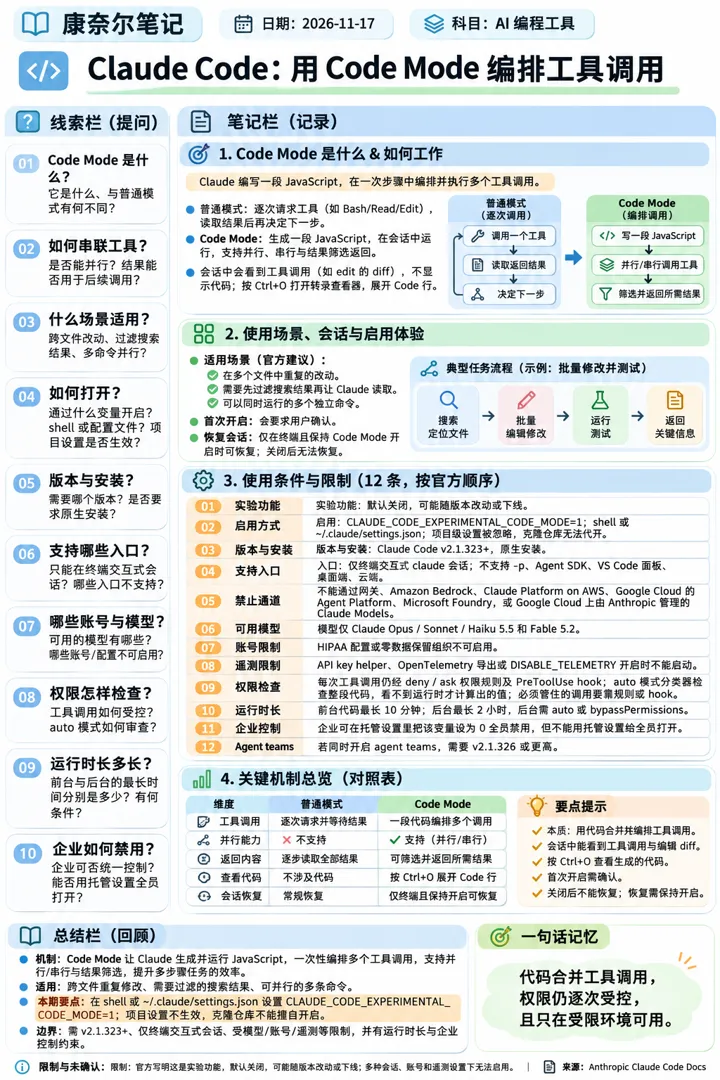 康奈尔笔记
日期：2026-11-17
科目：AI 编程工具
</>
Claude Code：用 Code Mode 编排工具调用
? 线索栏（提问）
01 Code Mode 是什
么？
它是什么、与普通模
式有何不同？
02 如何串联工具？
是否能并行？结果能
否用于后续调用？
03 什么场景适用？
跨文件改动、过滤搜索
结果、多命令并行？
04 如何打开？
通过什么变量开启？
shell 或配置文件？项
目设置是否生效？
05 版本与安装？
需要哪个版本？是否要
求原生安装？
06 支持哪些入口？
只能在终端交互式会
话？哪些入口不支持？
07 哪些账号与模型？
可用的模型有哪些？
哪些账号/配置不可启用？
08 权限怎样检查？
工具调用如何受控？
auto 模式如何审查？
09 运行时长多长？
前台与后台的最长时
间分别是多少？有何
条件？
10 企业如何禁用？
企业可否统一控制？
能否用托管设置全员
打开？
笔记栏（记录）
1. Code Mode 是什么 & 如何工作
Claude 编写一段 JavaScript，在一次步骤中编排并执行多个工具调用。
普通模式：逐次请求工具（如 Bash/Read/Edit），
读取结果后再决定下一步。
Code Mode：生成一段 JavaScript，在会话中运
行，支持并行、串行与结果筛选返回。
会话中会看到工具调用（如 edit 的 diff），不显
示代码；按 Ctrl+O 打开转录查看器，展开 Code 行。
普通模式
（逐次调用）
调用一个工具
读取返回结果
决定下一步
Code Mode
（编排调用）
</> 写一段 JavaScript
并行/串行调用工具
筛选并返回所需结果
2. 使用场景、会话与启用体验
适用场景（官方建议）：
在多个文件中重复的改动。
需要先过滤搜索结果再让 Claude 读取。
可以同时运行的多个独立命令。
首次开启：会要求用户确认。
恢复会话：仅在终端且保持 Code Mode 开
启时可恢复；关闭后无法恢复。
典型任务流程（示例：批量修改并测试）
搜索
定位文件
批量
编辑修改
运行
测试
返回
关键信息
3. 使用条件与限制（12 条，按官方顺序）
01 实验功能 实验功能：默认关闭，可能随版本改动或下线。
02 启用方式 启用：CLAUDE_CODE_EXPERIMENTAL_CODE_MODE=1；shell 或
~/.claude/settings.json；项目级设置被忽略，克隆仓库无法代开。
03 版本与安装 版本与安装：Claude Code v2.1.323+，原生安装。
04 支持入口 入口：仅终端交互式 claude 会话；不支持 -p、Agent SDK、VS Code 面板、
桌面端、云端。
05 禁止通道 不能通过网关、Amazon Bedrock、Claude Platform on AWS、Google Cloud 的
Agent Platform、Microsoft Foundry，或 Google Cloud 上由 Anthropic 管理的
Claude Models。
06 可用模型 模型仅 Claude Opus / Sonnet / Haiku 5.5 和 Fable 5.2。
07 账号限制 HIPAA 配置或零数据保留组织不可启用。
08 遥测限制 API key helper、OpenTelemetry 导出或 DISABLE_TELEMETRY 开启时不能启动。
09 权限检查 每次工具调用仍经 deny / ask 权限规则及 PreToolUse hook；auto 模式分类器检
查整段代码，看不到运行时才计算出的值；必须管住的调用要靠规则或 hook。
10 运行时长 前台代码最长 10 分钟；后台最长 2 小时，后台需 auto 或 bypassPermissions。
11 企业控制 企业可在托管设置里把该变量设为 0 全员禁用，但不能用托管设置给全员打开。
12 Agent teams 若同时开启 agent teams，需要 v2.1.326 或更高。
4. 关键机制总览（对照表）
维度 普通模式 Code Mode
工具调用 逐次请求并等待结果 一段代码编排多个调用
并行能力 不支持 支持（并行/串行）
返回内容 逐步读取全部结果 可筛选并返回所需结果
查看代码 不涉及代码 按 Ctrl+O 展开 Code 行
会话恢复 常规恢复 仅终端且保持开启可恢复
要点提示
本质：用代码合并并编排工具调用。
会话中能看到工具调用与编辑 diff。
按 Ctrl+O 查看生成的代码。
首次开启需确认。
关闭后不能恢复；恢复需保持开启。
总结栏（回顾）
机制：Code Mode 让 Claude 生成并运行 JavaScript，一次性编排多个工具调用，支持并
行/串行与结果筛选，提升多步骤任务的效率。
适用：跨文件重复修改、需要过滤的搜索结果、可并行的多条命令。
本期要点：在 shell 或 ~/.claude/settings.json 设置 CLAUDE_CODE_EXPERIMENTAL_
CODE_MODE=1；项目设置不生效，克隆仓库不能擅自开启。
边界：需 v2.1.323+、仅终端交互式会话、受模型/账号/遥测等限制，并有运行时长与企业
控制约束。
一句话记忆
代码合并工具调用，
权限仍逐次受控，
且只在受限环境可用。
限制与未确认：限制：官方写明这是实验功能，默认关闭，可能随版本改动或下线；多种会话、账号和遥测设置下无法启用。
来源：Anthropic Claude Code Docs